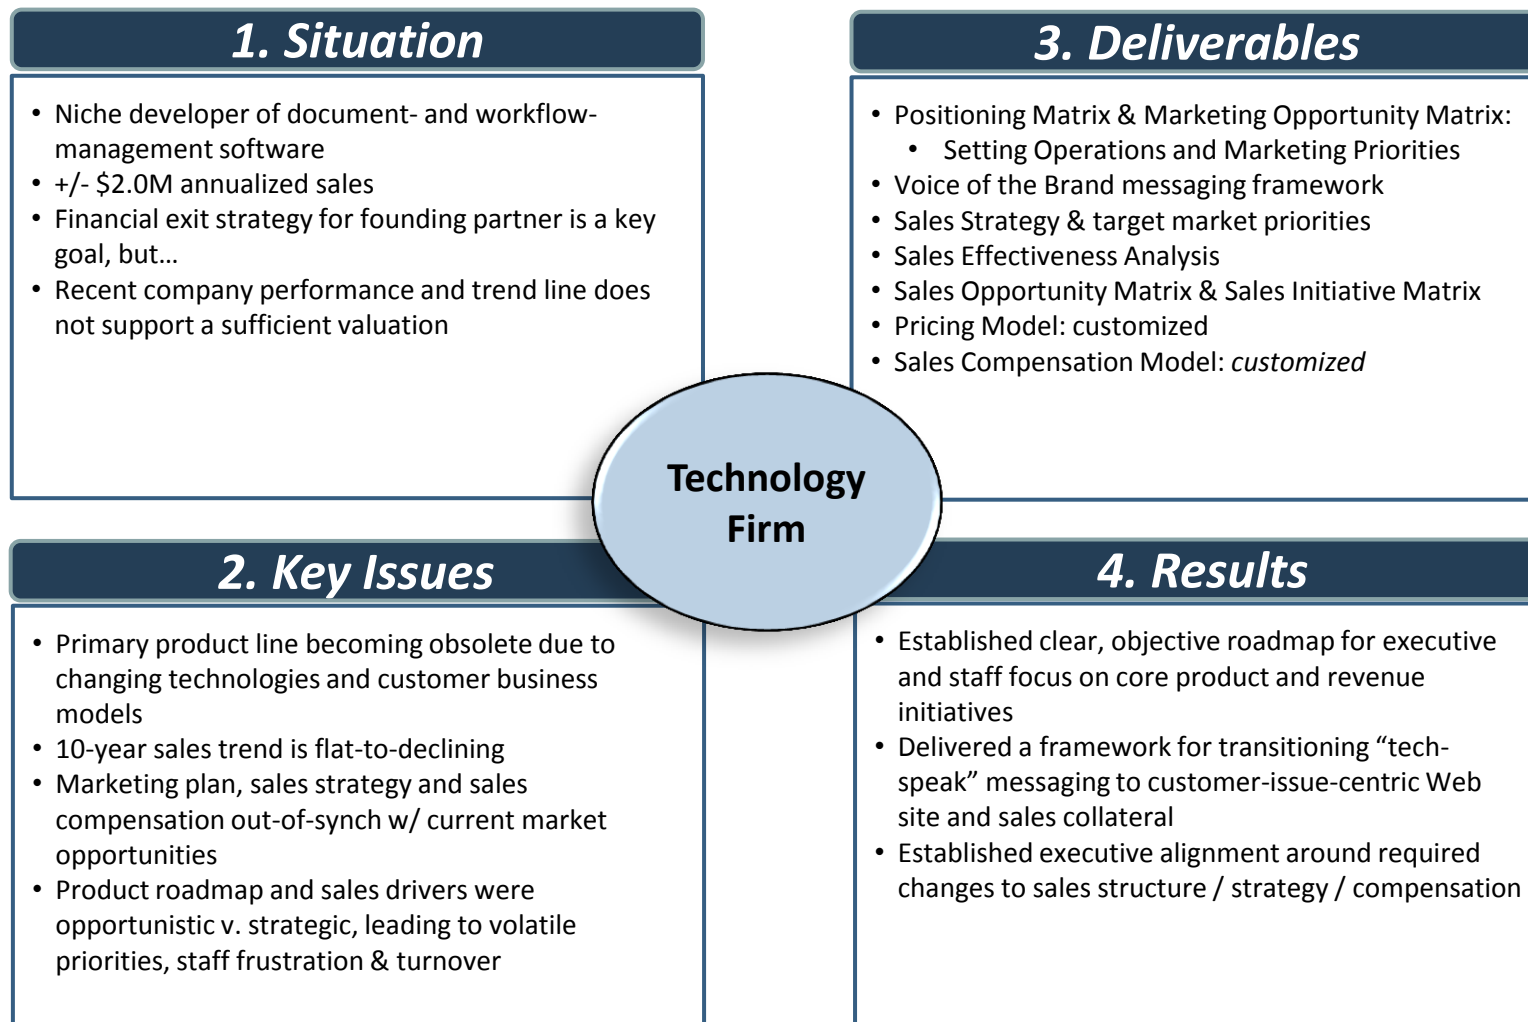 1. Situation
• Niche developer of document- and workflow-
management software
• +/- $2.0M annualized sales
• Financial exit strategy for founding partner is a key
goal, but…
• Recent company performance and trend line does
not support a sufficient valuation
2. Key Issues
• Primary product line becoming obsolete due to
changing technologies and customer business
models
• 10-year sales trend is flat-to-declining
• Marketing plan, sales strategy and sales
compensation out-of-synch w/ current market
opportunities
• Product roadmap and sales drivers were
opportunistic v. strategic, leading to volatile
priorities, staff frustration & turnover
Technology
Firm
3. Deliverables
• Positioning Matrix & Marketing Opportunity Matrix:
• Setting Operations and Marketing Priorities
• Voice of the Brand messaging framework
• Sales Strategy & target market priorities
• Sales Effectiveness Analysis
• Sales Opportunity Matrix & Sales Initiative Matrix
• Pricing Model: customized
• Sales Compensation Model: customized
4. Results
• Established clear, objective roadmap for executive
and staff focus on core product and revenue
initiatives
• Delivered a framework for transitioning “tech-
speak” messaging to customer-issue-centric Web
site and sales collateral
• Established executive alignment around required
changes to sales structure / strategy / compensation